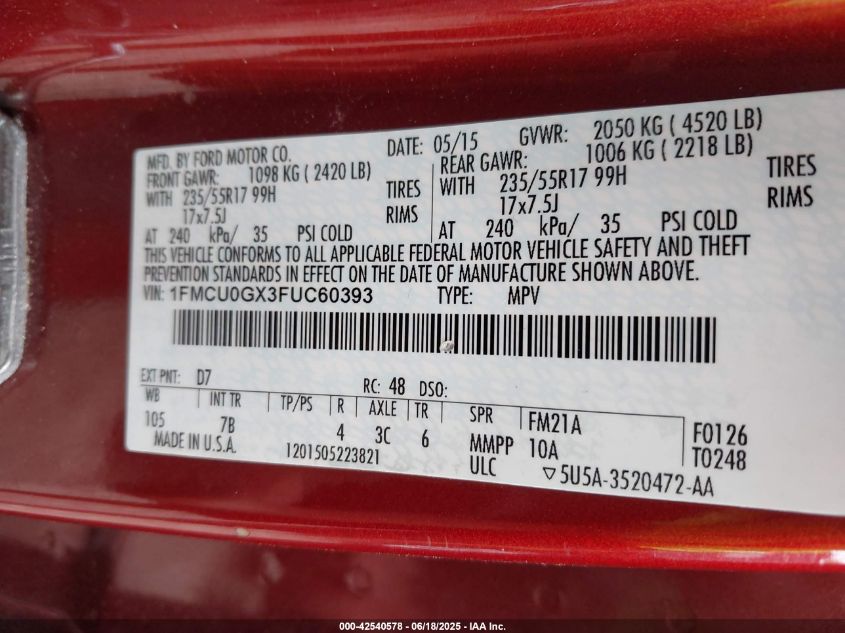 MFD. BY FORD MOTOR CO. DATE: 05/15 GVWR: 2050 KG ( 4520 LB)
FRONT GAWR: 1098 KG ( 2420 LB) REAR GAWR: 1006 KG ( 2218 LB)
WITH 235/55R17 99H TIRES WITH 235/55R17 99H TIRES
17x7.5J RIMS 17x7.5J RIMS
AT 240 kPa/ 35 PSI COLD AT 240 kPa/ 35 PSI COLD
THIS VEHICLE CONFORMS TO ALL APPLICABLE FEDERAL MOTOR VEHICLE SAFETY AND THEFT
PREVENTION STANDARDS IN EFFECT ON THE DATE OF MANUFACTURE SHOWN ABOVE.
VIN: 1FMCU0GX3FUC60393 TYPE: MPV
EXT PNT: D7 RC: 48 DSO:
WB INT TR TP/PS R AXLE TR SPR FM21A F0126
105 7B 4 3C 6 MMPP 10A T0248
MADE IN U.S.A. 1201505223821 ULC ▽5U5A-3520472-AA
000-42540578 - 06/18/2025 - IAA Inc.